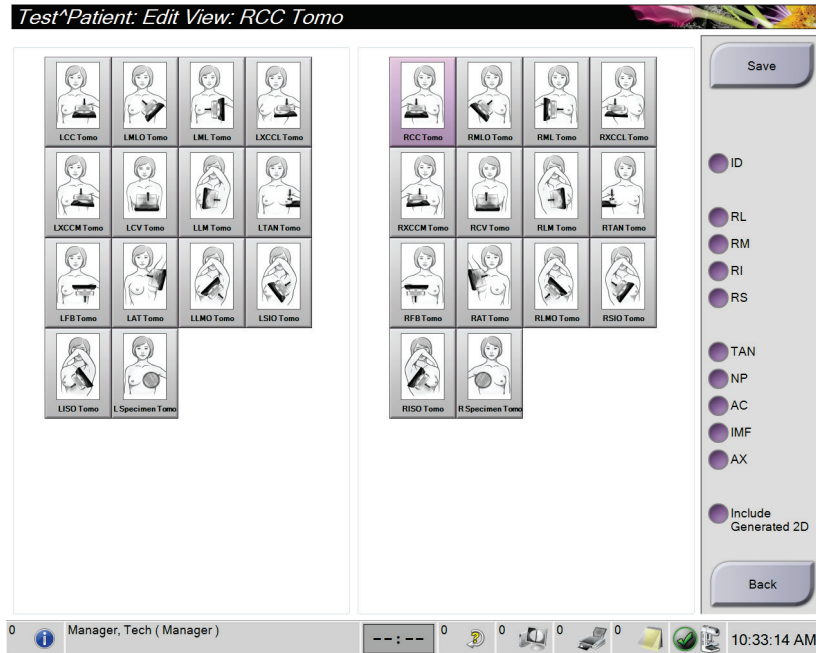 Test^Patient: Edit View: RCC Tomo
LCC Tomo LMLO Tomo LML Tomo LXCCL Tomo
LXCCM Tomo LCV Tomo LLM Tomo LTAN Tomo
LFB Tomo LAT Tomo LLMO Tomo LSIO Tomo
LISO Tomo L Specimen Tomo
RCC Tomo RMLO Tomo RML Tomo RXCCL Tomo
RXCCM Tomo RCV Tomo RLM Tomo RTAN Tomo
RFB Tomo RAT Tomo RLMO Tomo RSIO Tomo
RISO Tomo R Specimen Tomo
Save
ID
RL
RM
RI
RS
TAN
NP
AC
IMF
AX
Include
Generated 2D
Back
0 Manager, Tech ( Manager ) --:-- 0 0 0 0 10:33:14 AM